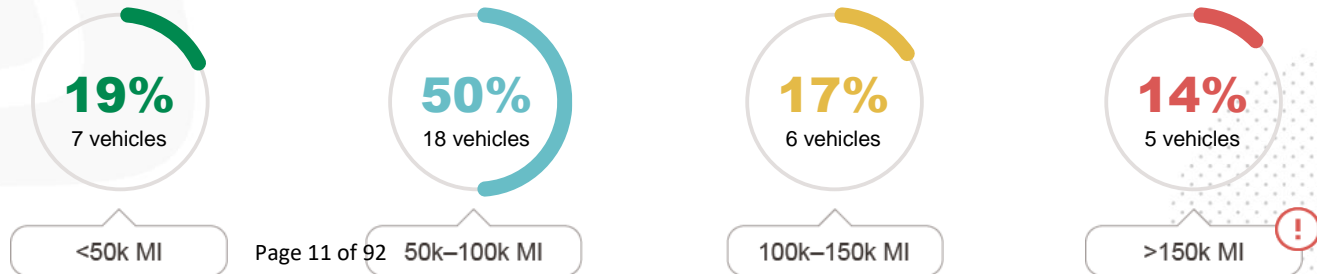 19%
7 vehicles
<50k MI
50%
18 vehicles
50k–100k MI
17%
6 vehicles
100k–150k MI
14%
5 vehicles
>150k MI
!
Page 11 of 92